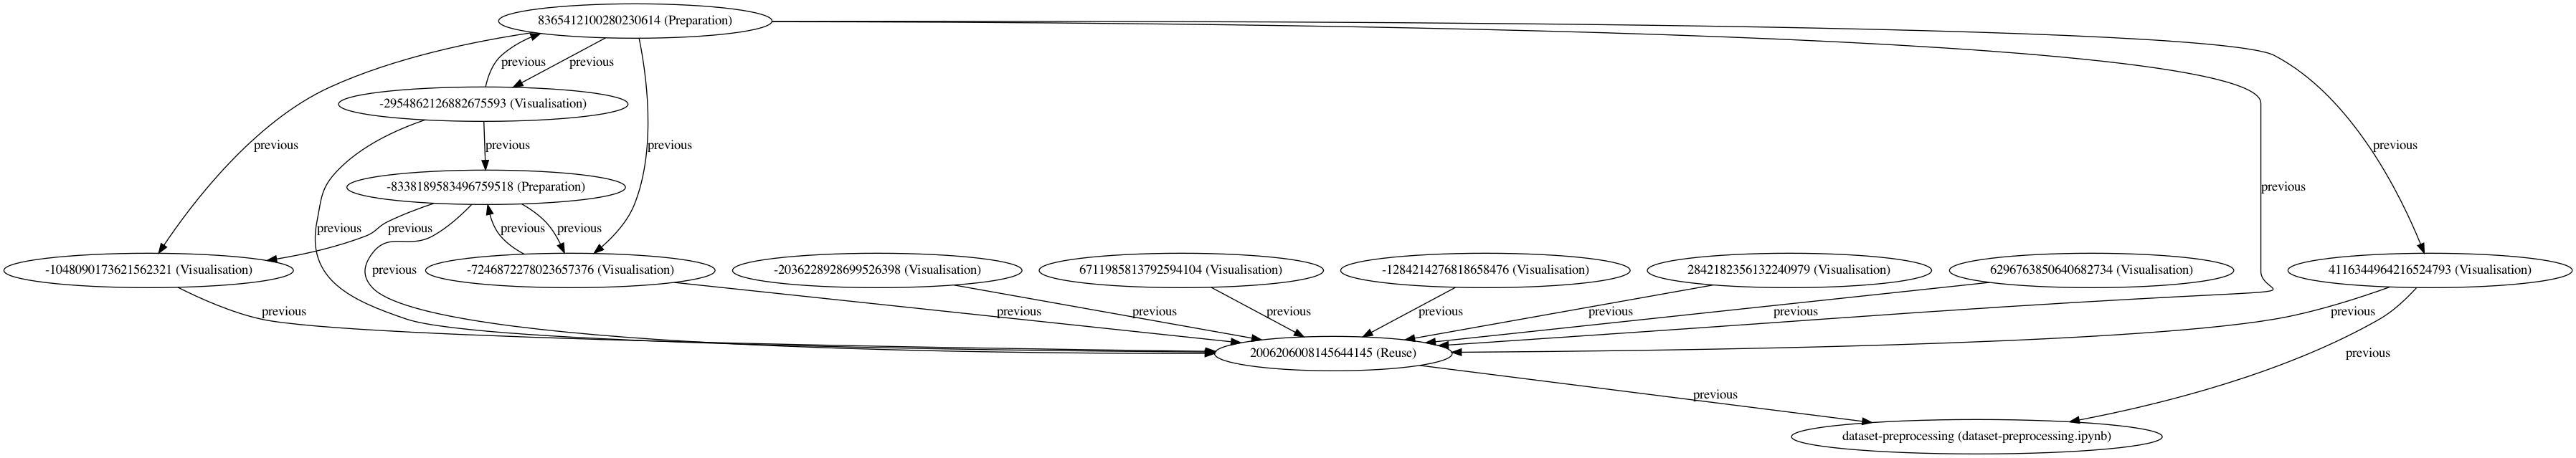 8365412100280230614 (Preparation)
previous
previous
-2954862126882675593 (Visualisation)
previous
previous
previous
previous
-8338189583496759518 (Preparation)
previous
previous
previous
previous
previous
previous
-1048090173621562321 (Visualisation)
-7246872278023657376 (Visualisation)
-2036228928699526398 (Visualisation)
6711985813792594104 (Visualisation)
-1284214276818658476 (Visualisation)
2842182356132240979 (Visualisation)
6296763850640682734 (Visualisation)
4116344964216524793 (Visualisation)
previous
previous
previous
previous
previous
previous
previous
previous
2006206008145644145 (Reuse)
previous
previous
dataset-preprocessing (dataset-preprocessing.ipynb)